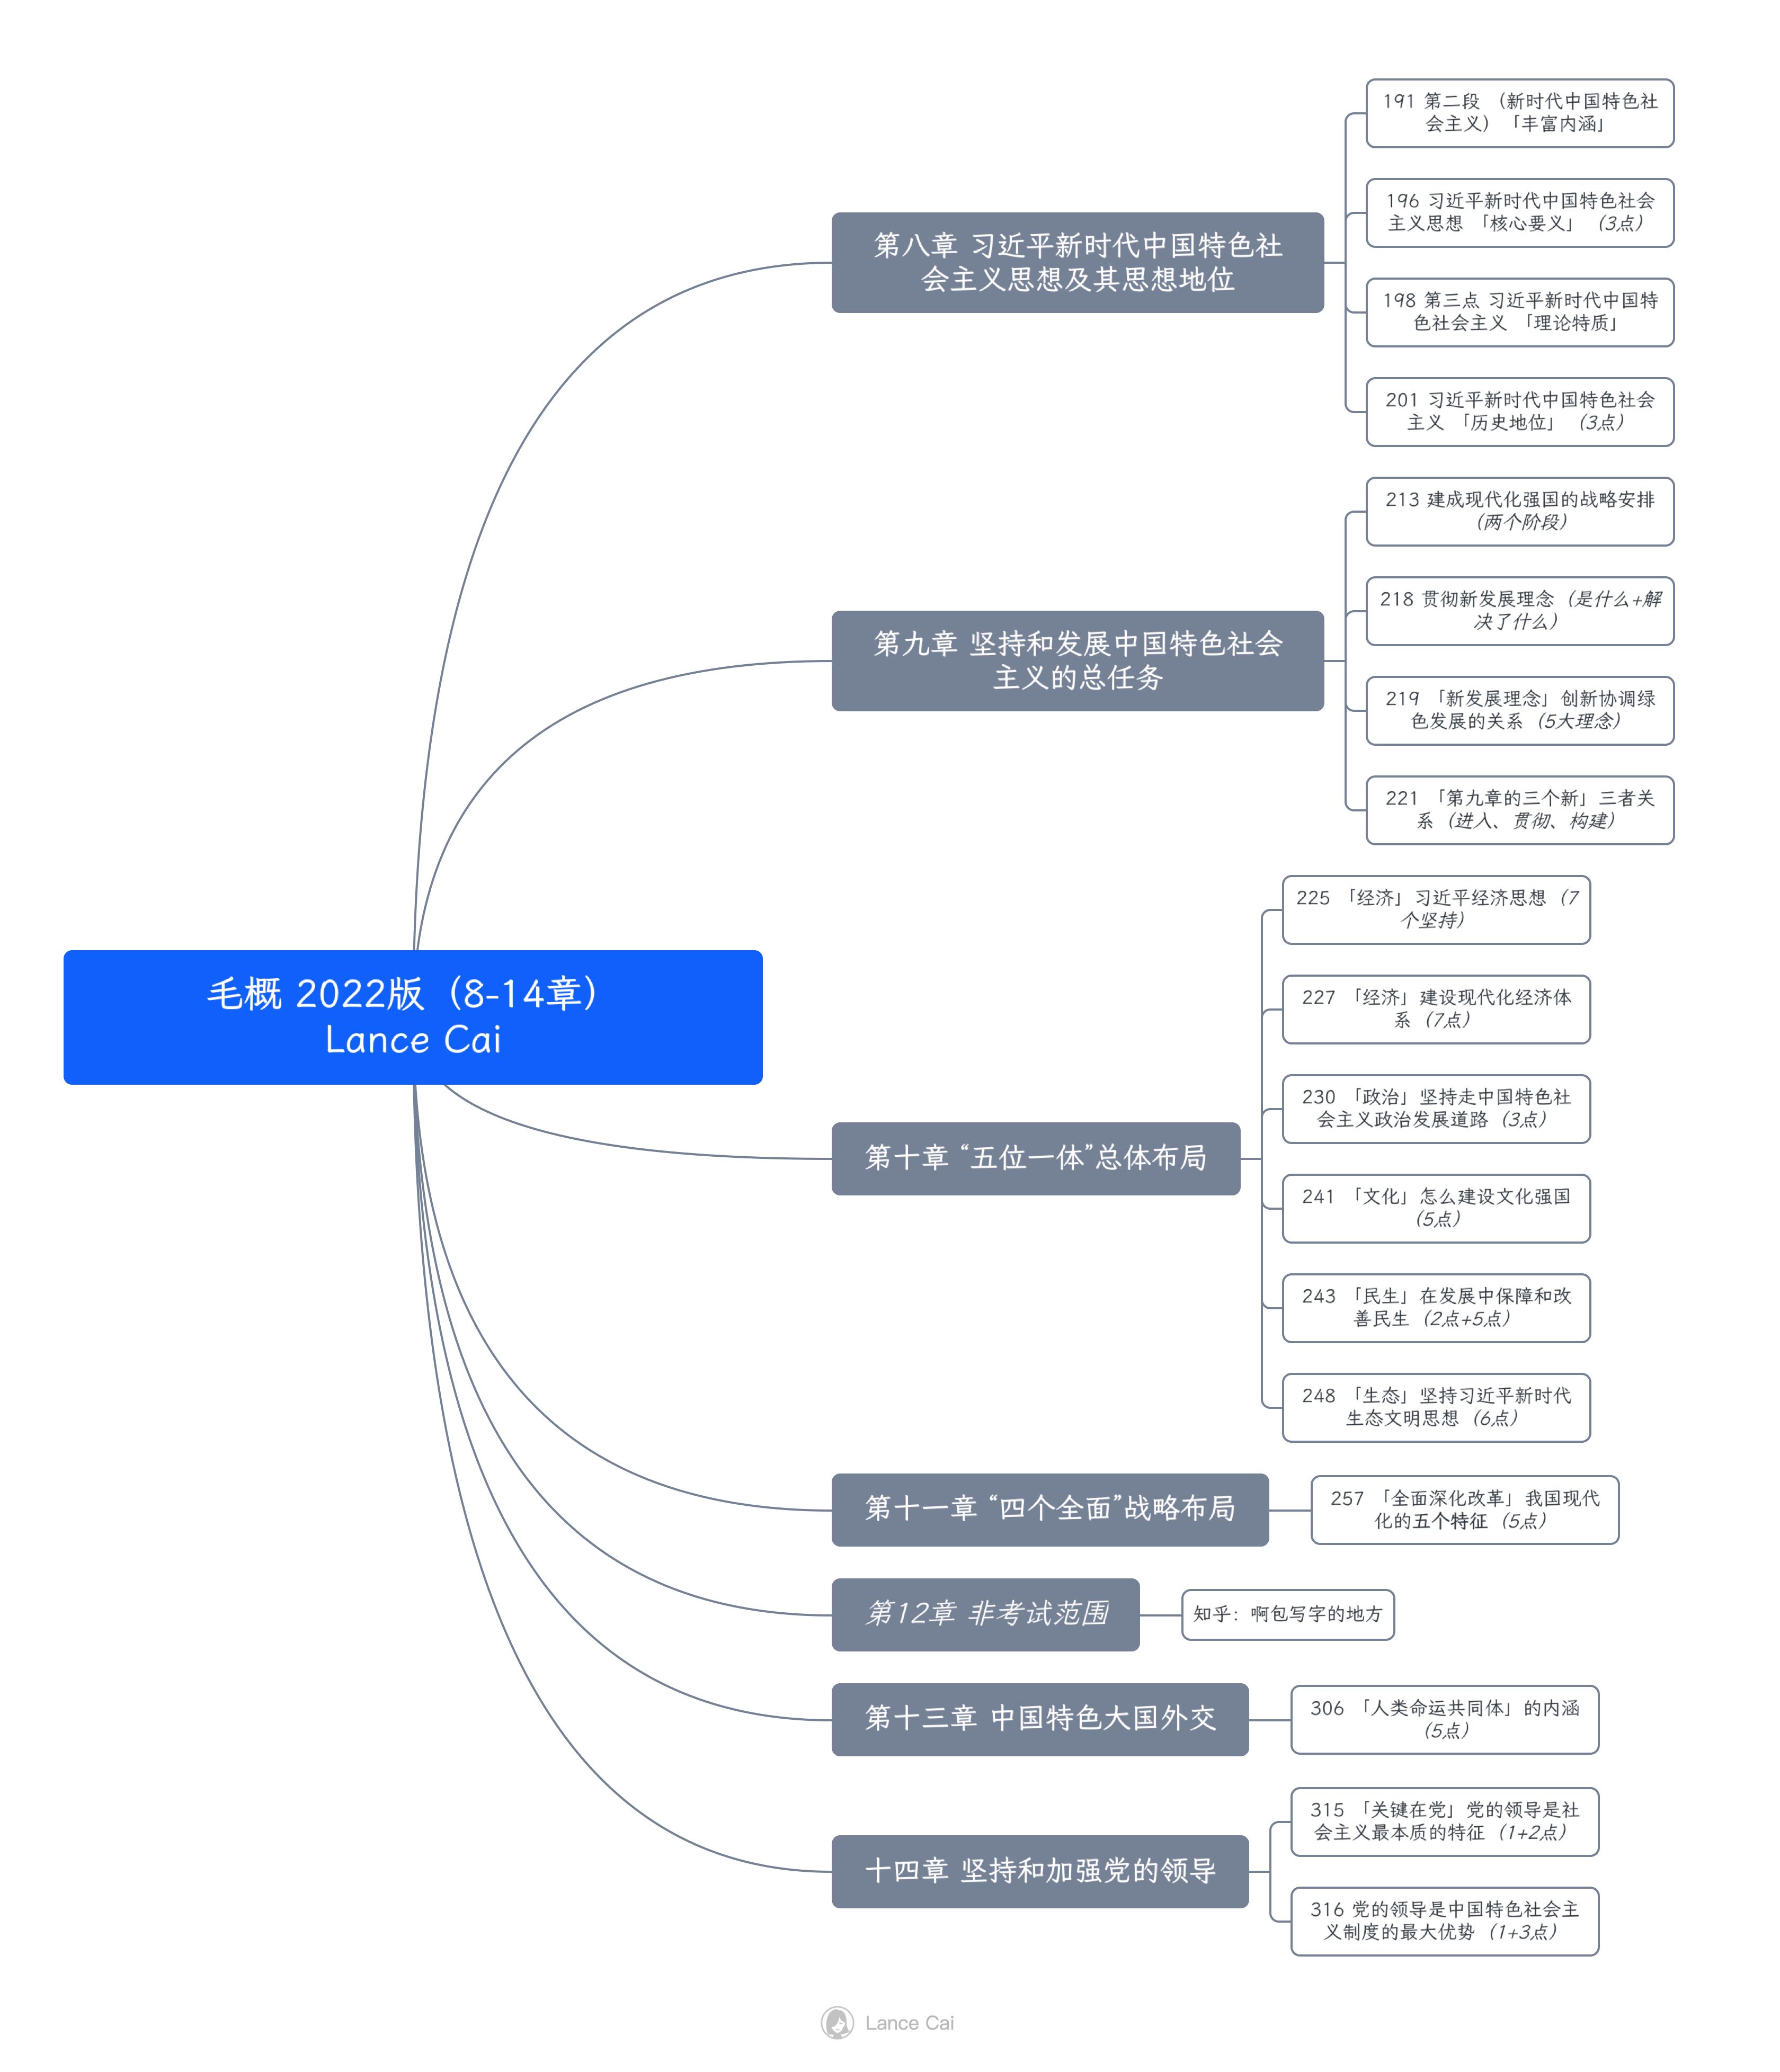 191 第二段 （新时代中国特色社
会主义）「丰富内涵」
196 习近平新时代中国特色社会
主义思想 「核心要义」（3点）
第八章 习近平新时代中国特色社
会主义思想及其思想地位
198 第三点 习近平新时代中国特
色社会主义 「理论特质」
201 习近平新时代中国特色社会
主义 「历史地位」（3点）
213 建成现代化强国的战略安排
（两个阶段）
218 贯彻新发展理念（是什么+解
决了什么）
第九章 坚持和发展中国特色社会
主义的总任务
219 「新发展理念」创新协调绿
色发展的关系（5大理念）
221 「第九章的三个新」三者关
系（进入、贯彻、构建）
毛概 2022版（8-14章）
Lance Cai
225 「经济」习近平经济思想（7
个坚持）
227 「经济」建设现代化经济体
系（7点）
230 「政治」坚持走中国特色社
会主义政治发展道路（3点）
第十章 “五位一体”总体布局
241 「文化」怎么建设文化强国
（5点）
243 「民生」在发展中保障和改
善民生（2点+5点）
248 「生态」坚持习近平新时代
生态文明思想（6点）
第十一章 “四个全面”战略布局
257 「全面深化改革」我国现代
化的五个特征（5点）
第12章 非考试范围
知乎：啊包写字的地方
第十三章 中国特色大国外交
306 「人类命运共同体」的内涵
（5点）
十四章 坚持和加强党的领导
315 「关键在党」党的领导是社
会主义最本质的特征（1+2点）
316 党的领导是中国特色社会主
义制度的最大优势（1+3点）
Lance Cai